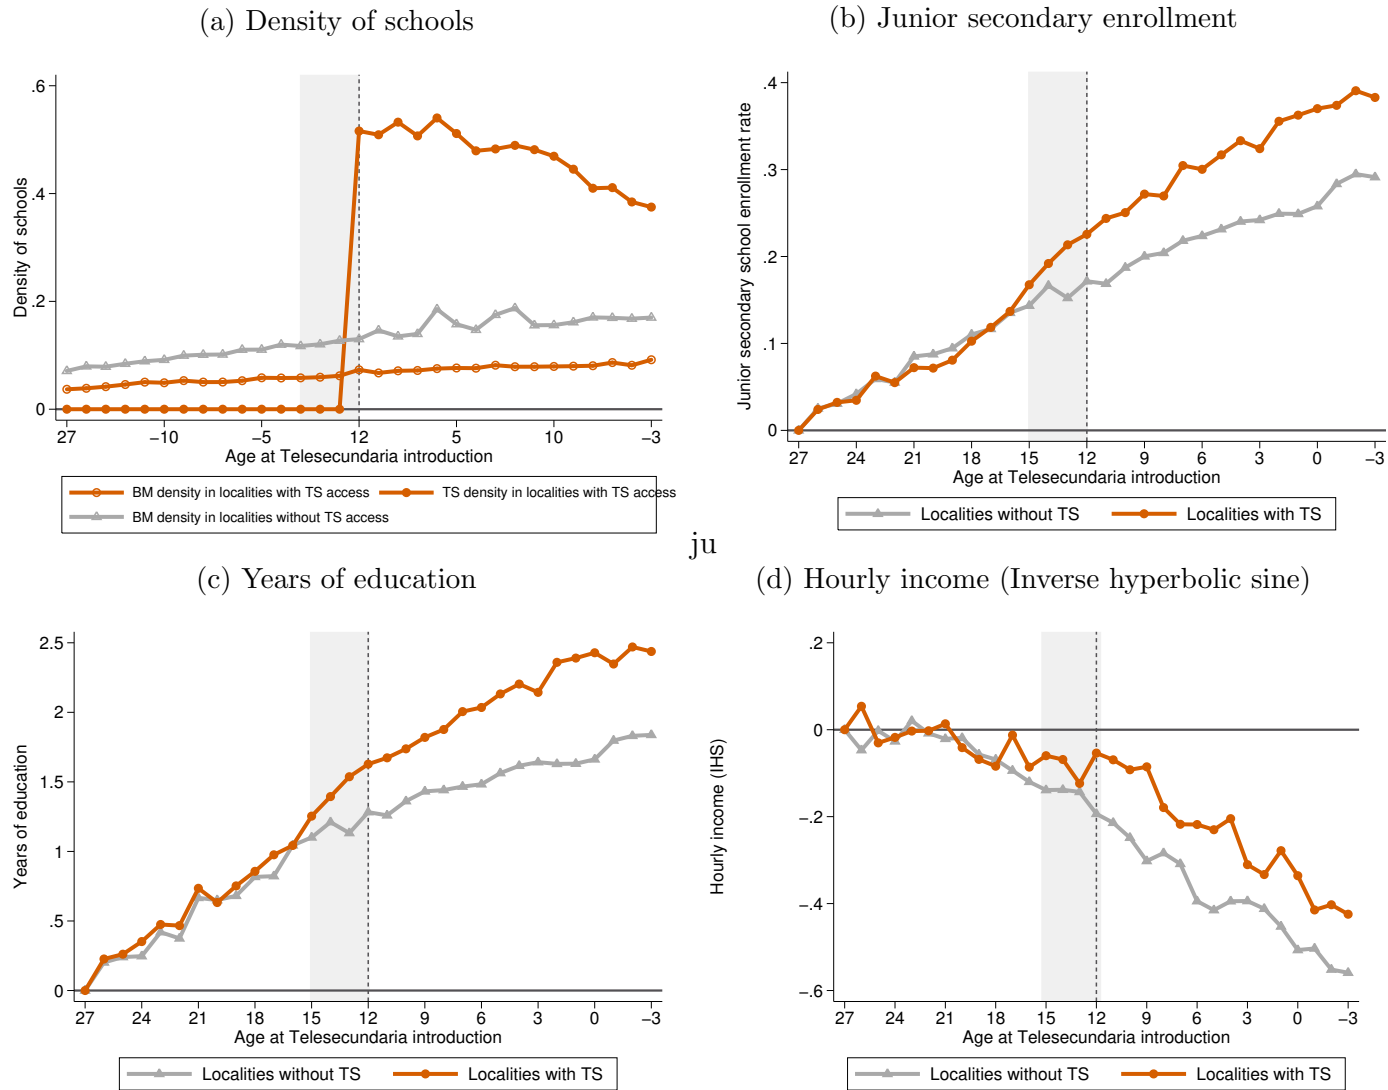 (a) Density of schools
.6
.4
.2
0
Density of schools
27 −10 −5 12 5 10 −3
Age at Telesecundaria introduction
BM density in localities with TS access TS density in localities with TS access
BM density in localities without TS access
(b) Junior secondary enrollment
.4
.3
.2
.1
0
Junior secondary school enrollment rate
27 24 21 18 15 12 9 6 3 0 −3
Age at Telesecundaria introduction
Localities without TS Localities with TS
ju
(c) Years of education
2.5
2
1.5
1
.5
0
Years of education
27 24 21 18 15 12 9 6 3 0 −3
Age at Telesecundaria introduction
Localities without TS Localities with TS
(d) Hourly income (Inverse hyperbolic sine)
.2
0
−.2
−.4
−.6
Hourly income (IHS)
27 24 21 18 15 12 9 6 3 0 −3
Age at Telesecundaria introduction
Localities without TS Localities with TS